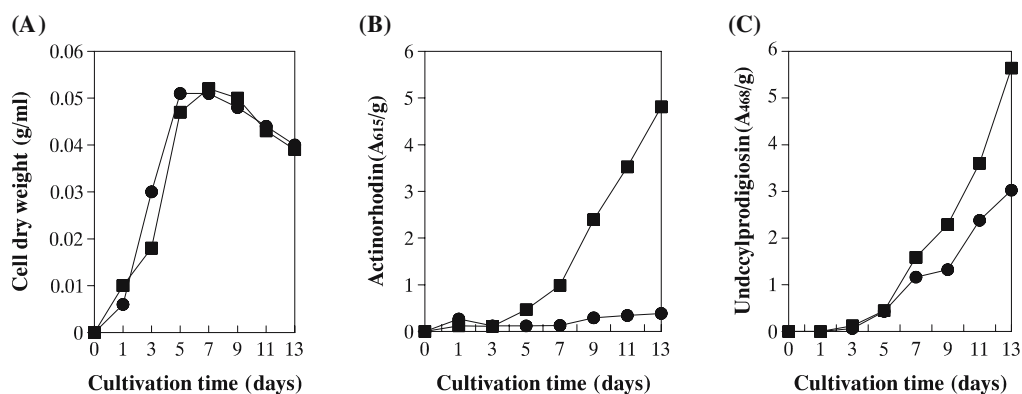 (A)
Cell dry weight (g/ml)
0.06
0.05
0.04
0.03
0.02
0.01
0
0 1 3 5 7 9 11 13
Cultivation time (days)
(B)
Actinorhodin(A615/g)
6
5
4
3
2
1
0
0 1 3 5 7 9 11 13
Cultivation time (days)
(C)
Undccylprodigiosin(A468/g)
6
5
4
3
2
1
0
0 1 3 5 7 9 11 13
Cultivation time (days)